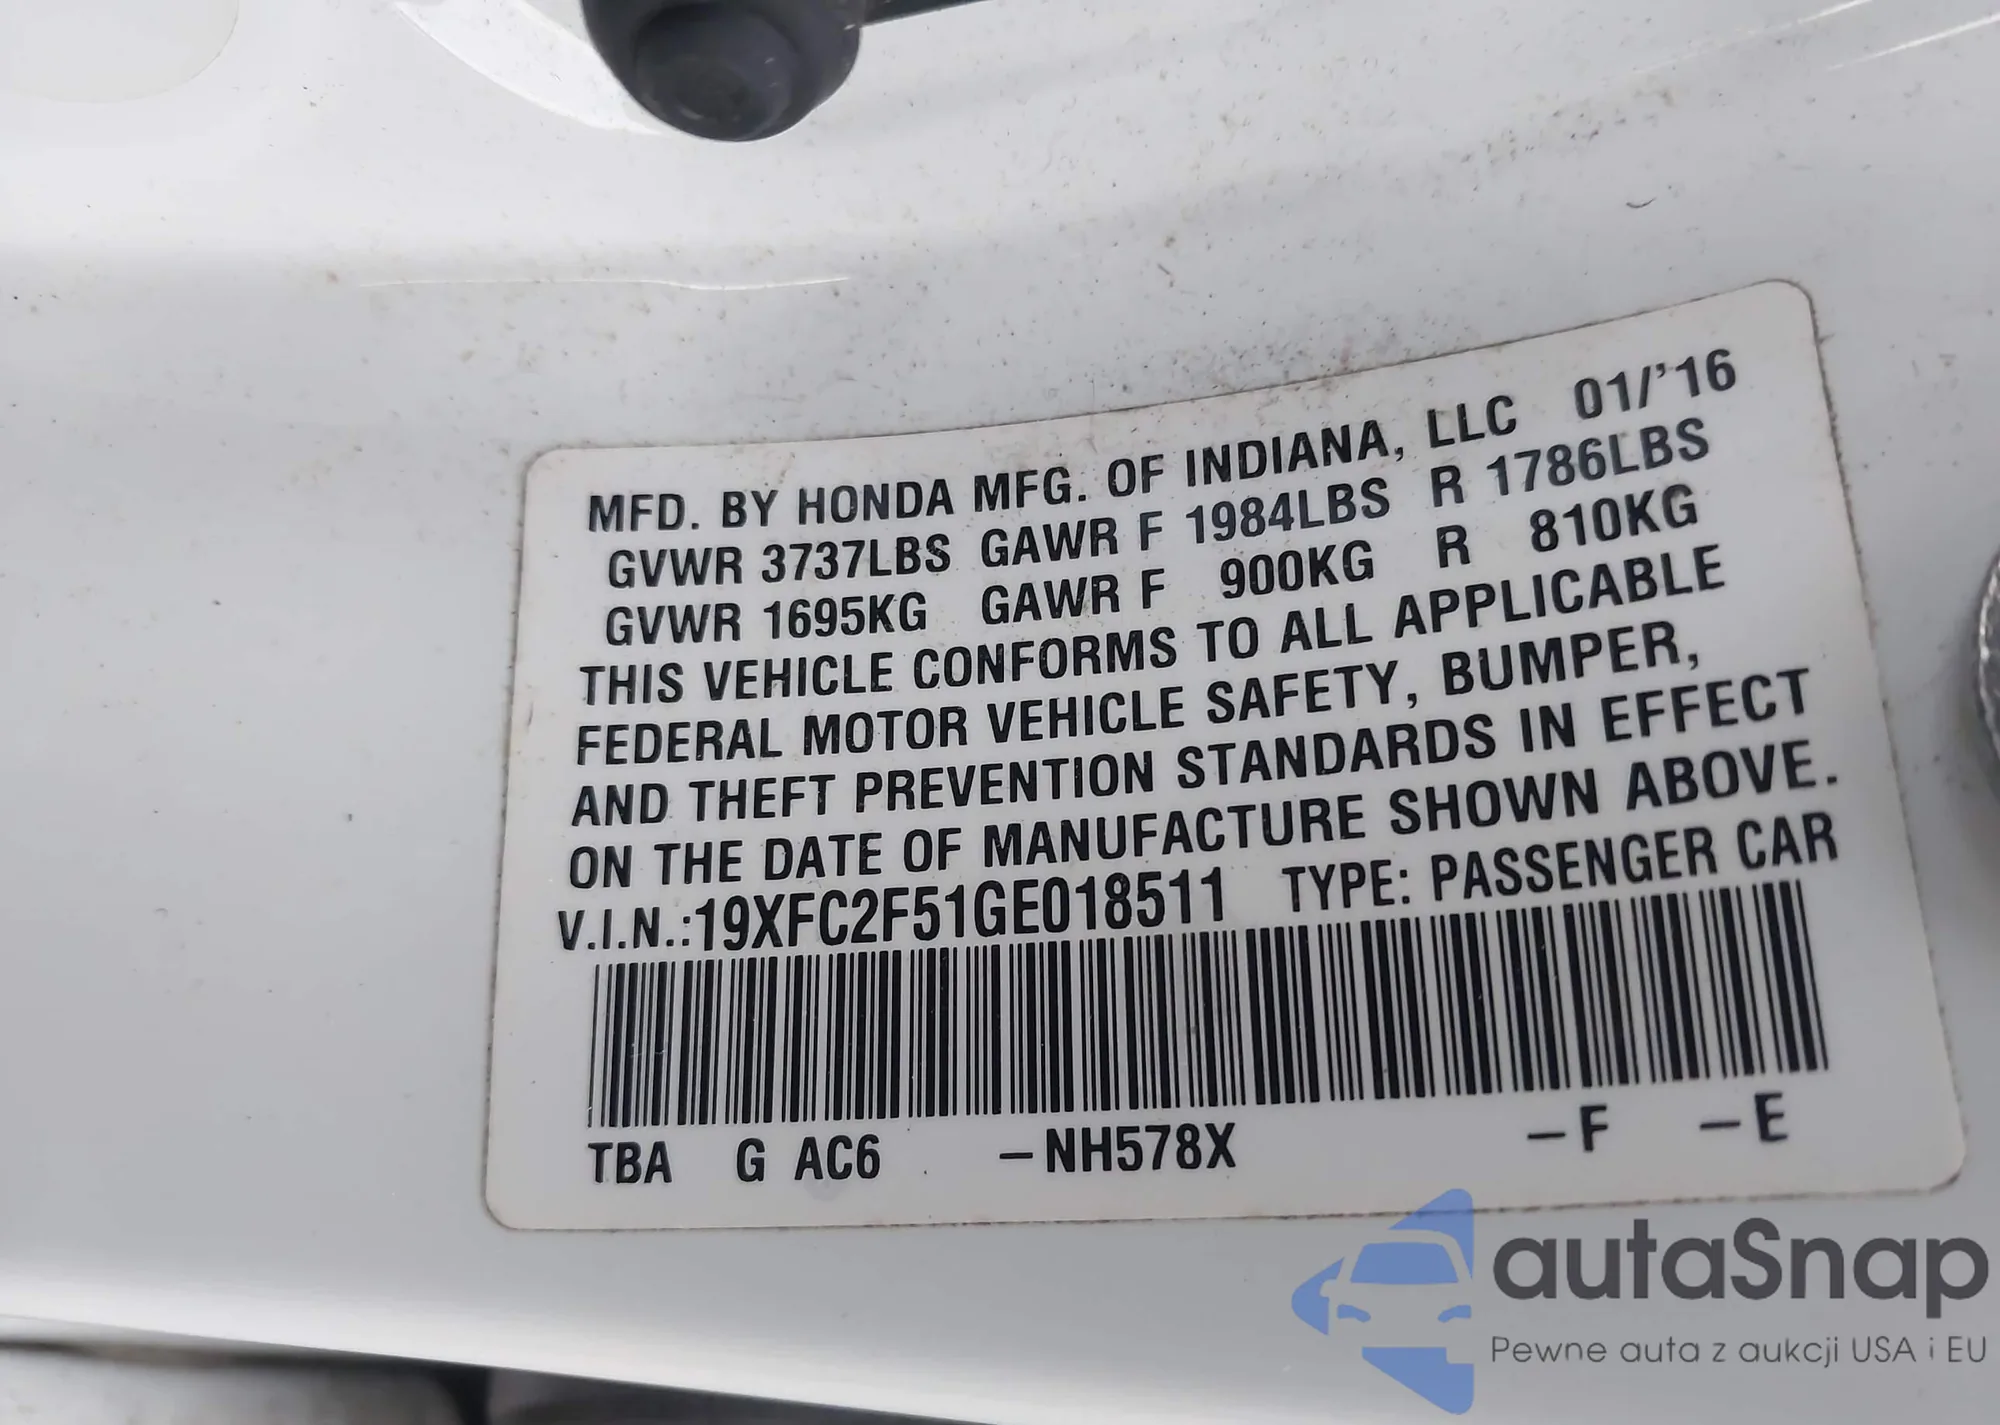 MFD. BY HONDA MFG. OF INDIANA, LLC 01/'16
GVWR 3737LBS GAWR F 1984LBS R 1786LBS
GVWR 1695KG GAWR F 900KG R 810KG
THIS VEHICLE CONFORMS TO ALL APPLICABLE
FEDERAL MOTOR VEHICLE SAFETY, BUMPER,
AND THEFT PREVENTION STANDARDS IN EFFECT
ON THE DATE OF MANUFACTURE SHOWN ABOVE.
V.I.N.:19XFC2F51GE018511 TYPE: PASSENGER CAR
TBA G AC6 –NH578X –F –E
autaSnap
Pewne auta z aukcji USA i EU